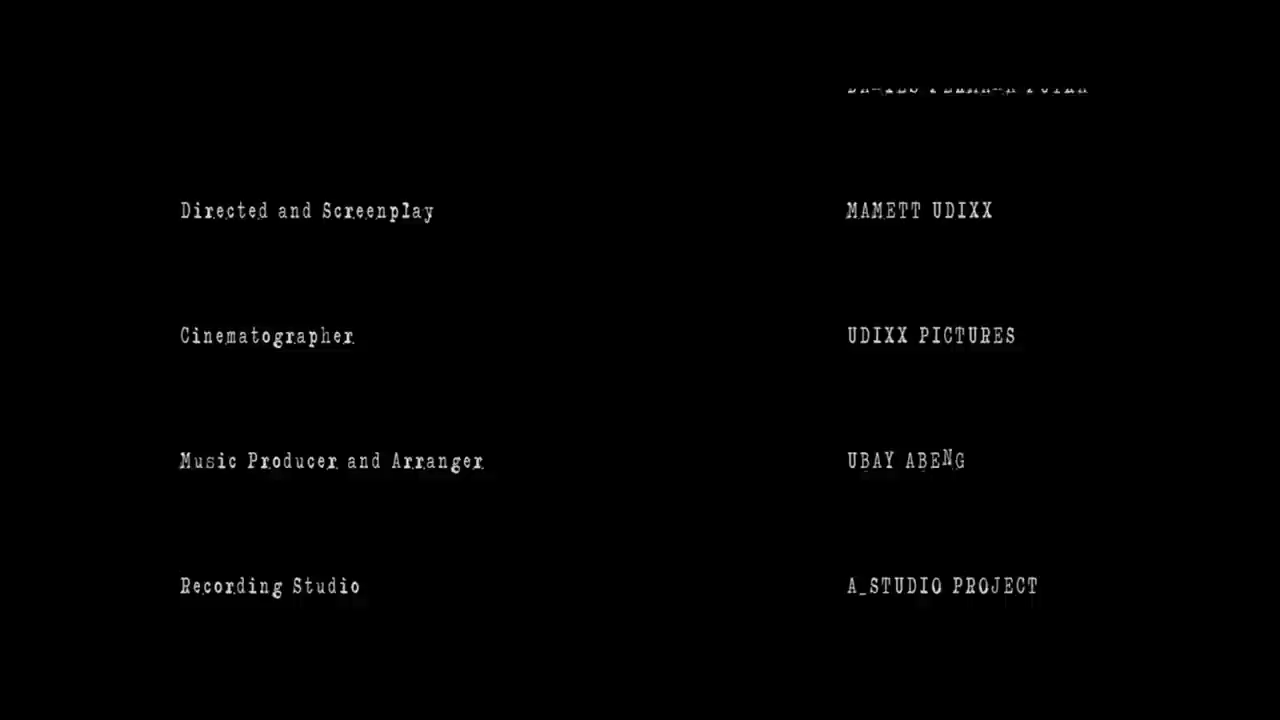 Directed and Screenplay MAMETT UDIXX
Cinematographer UDIXX PICTURES
Music Producer and Arranger UBAY ABENG
Recording Studio A_STUDIO PROJECT